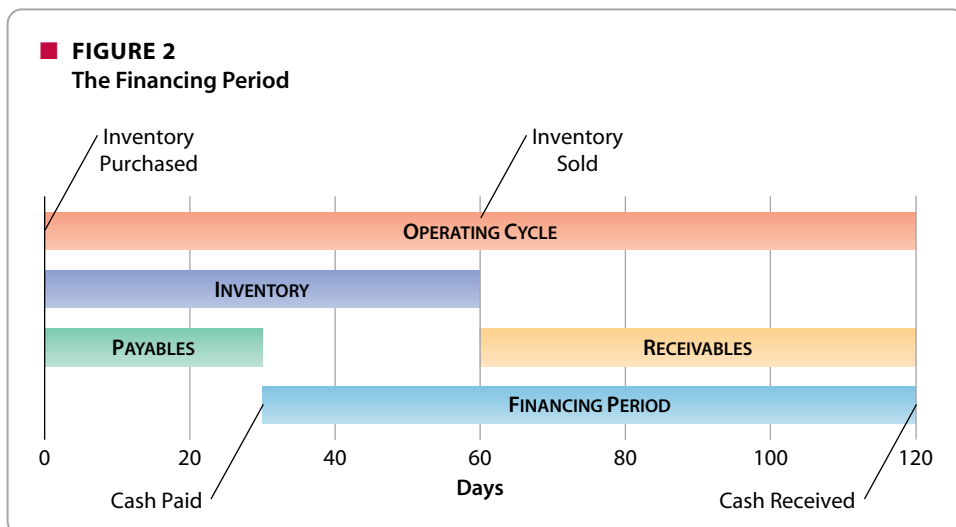 FIGURE 2
The Financing Period
Inventory
Purchased
Inventory
Sold
OPERATING CYCLE
INVENTORY
PAYABLES
RECEIVABLES
FINANCING PERIOD
0 20 40 60 80 100 120
Cash Paid
Days
Cash Received